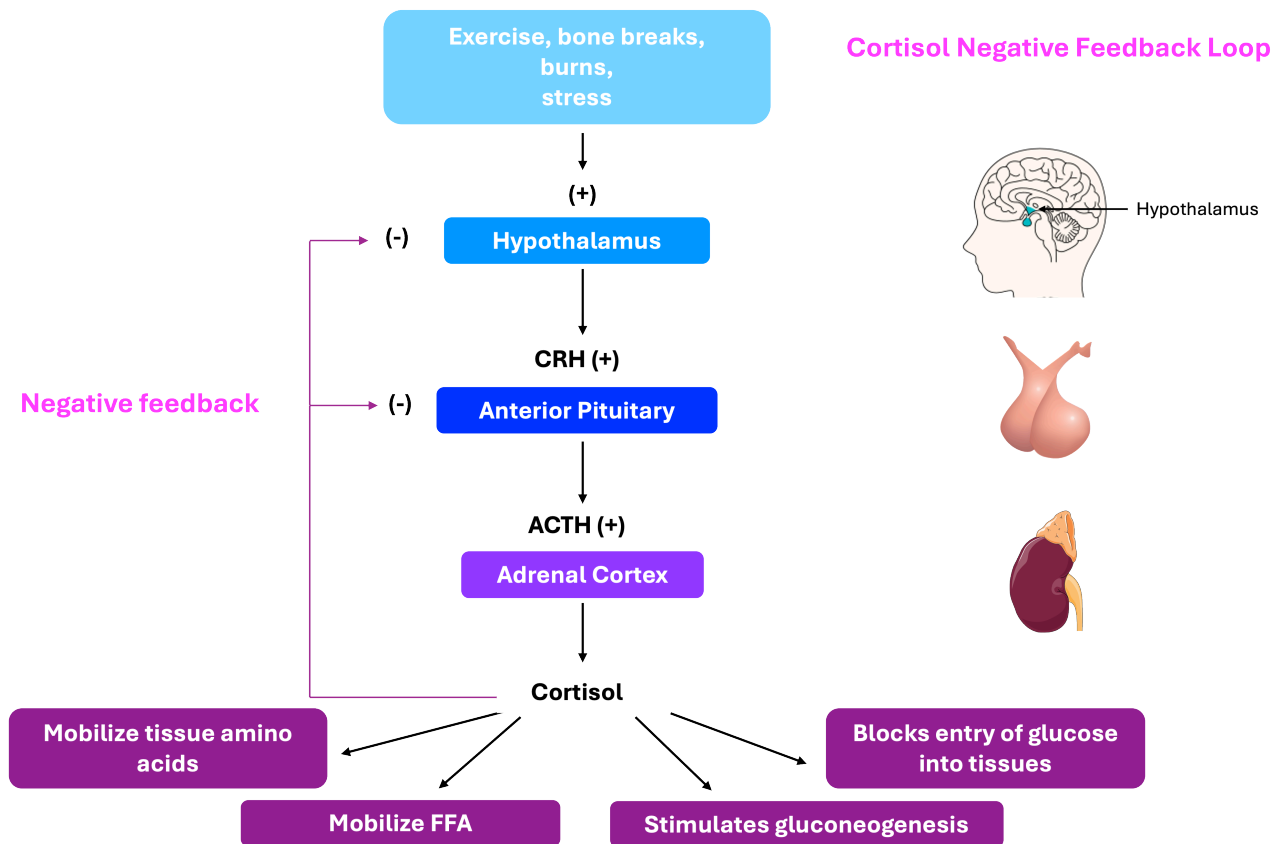 Exercise, bone breaks,
burns,
stress
Cortisol Negative Feedback Loop
(+)
Hypothalamus
(-)
Hypothalamus
CRH (+)
Negative feedback
(-)
Anterior Pituitary
ACTH (+)
Adrenal Cortex
Cortisol
Mobilize tissue amino
acids
Blocks entry of glucose
into tissues
Mobilize FFA
Stimulates gluconeogenesis